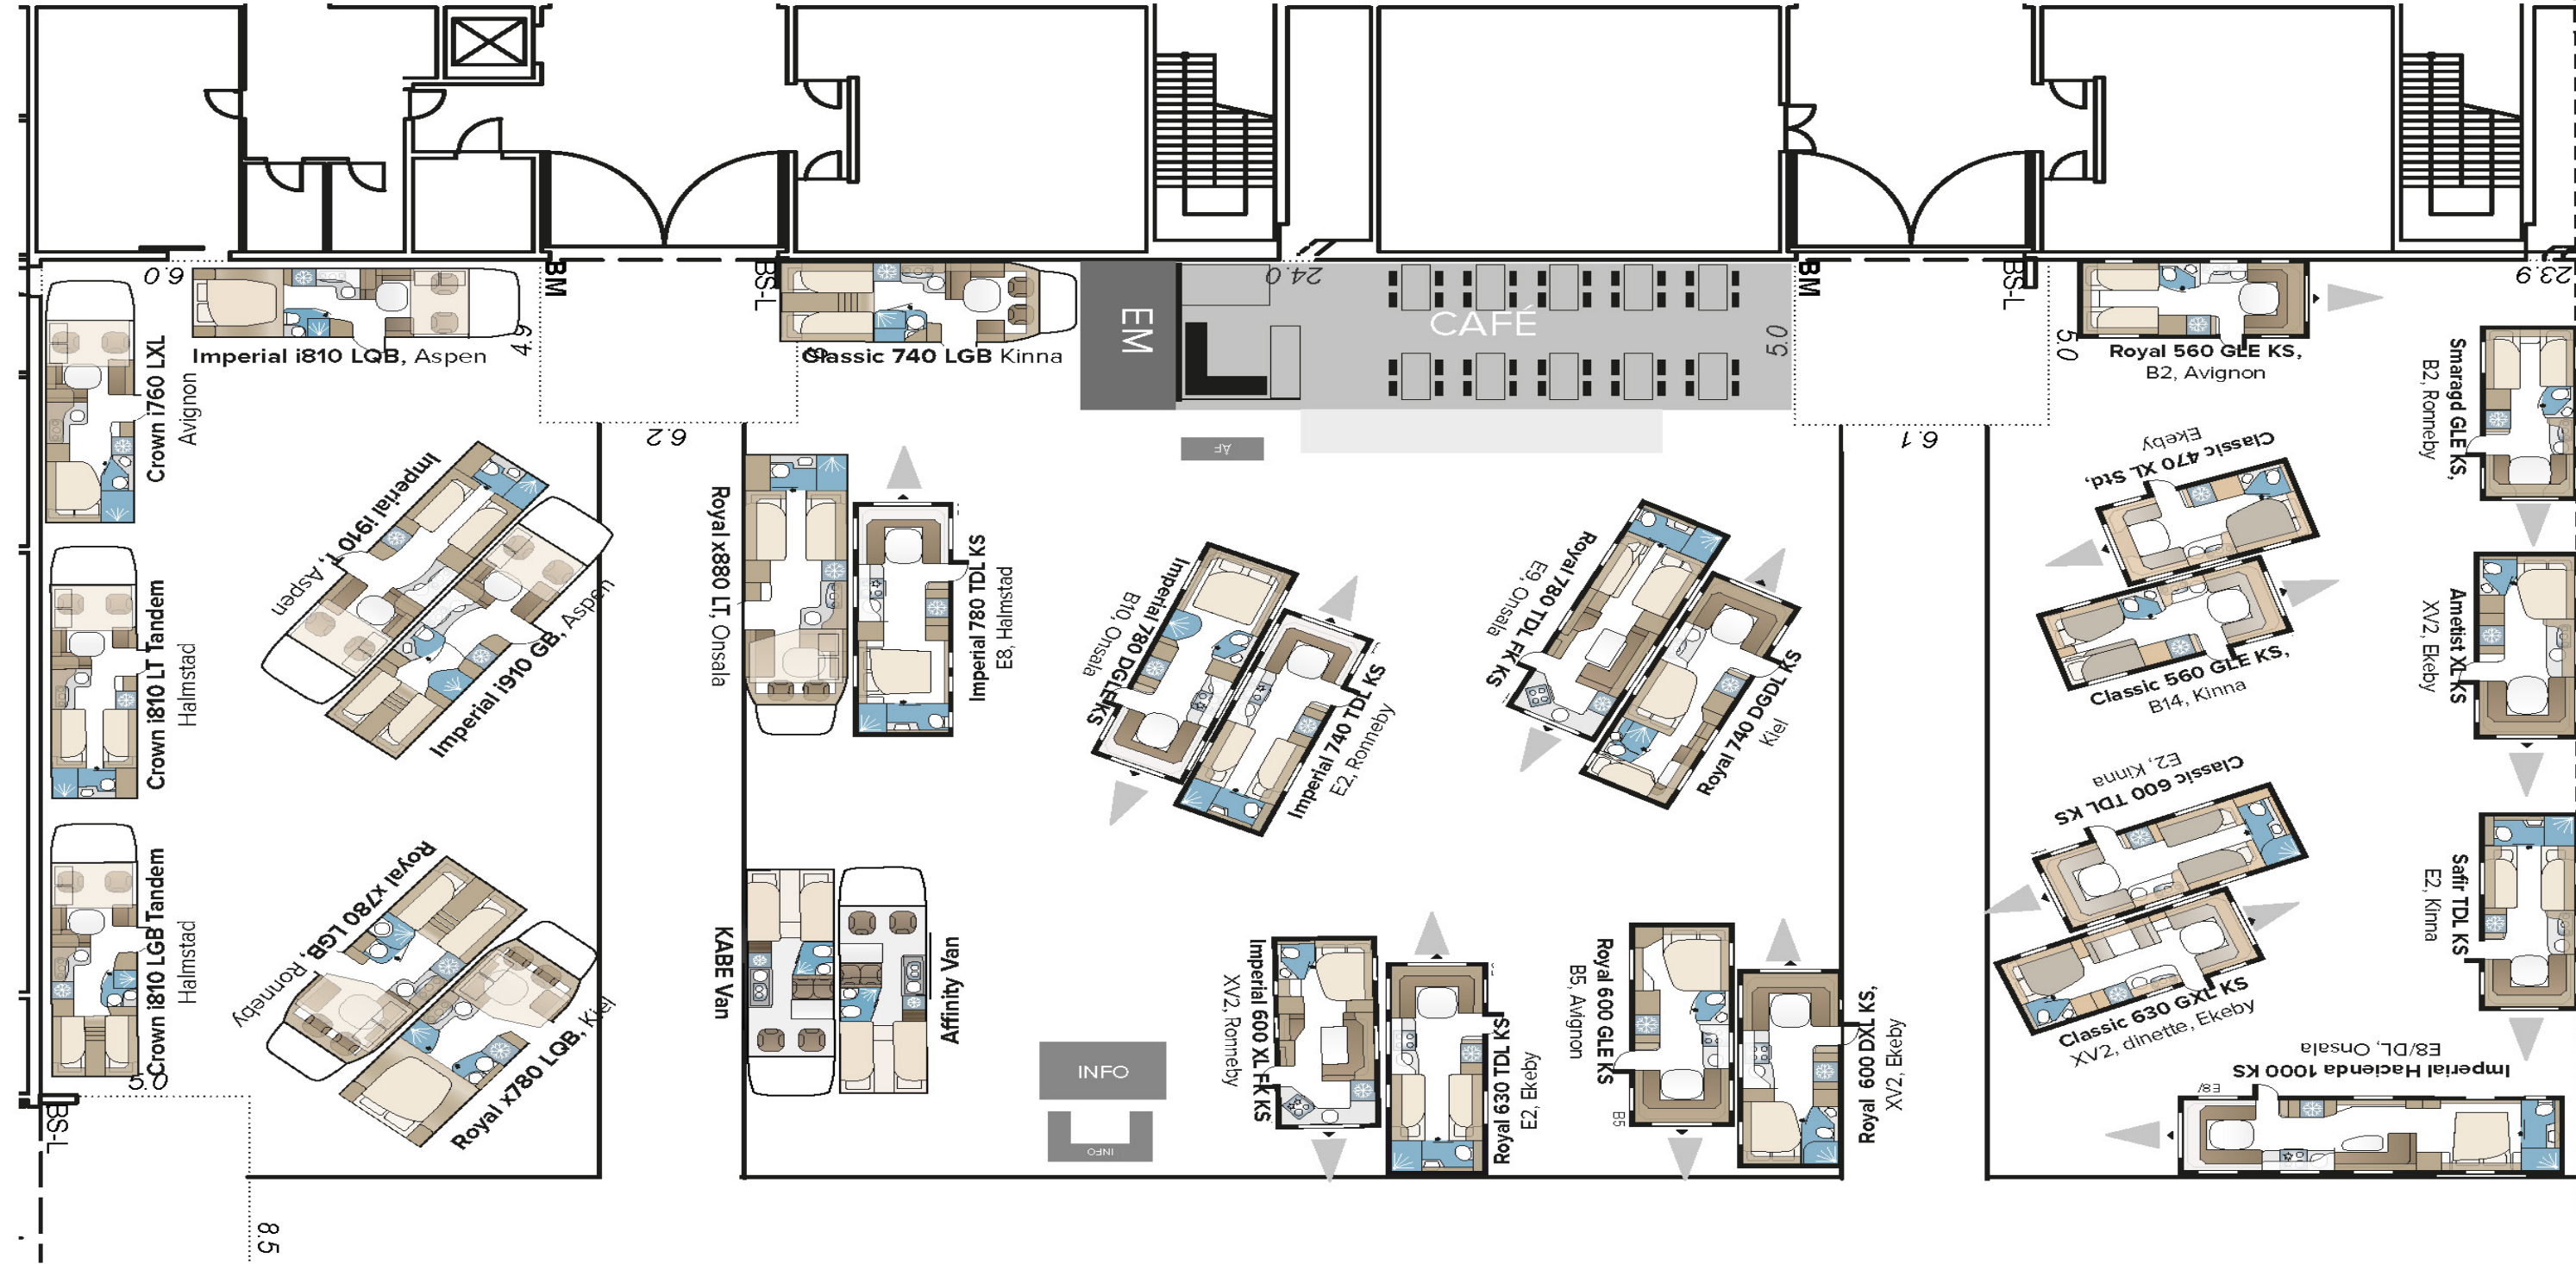 6.0
Imperial i810 LQB, Aspen
4.9
BM
BS-L
Classic 740 LGB Kinna
EM
24.0
CAFÉ
5.0
BM
BS-L
5.0
Royal 560 GLE KS,
B2, Avignon
23.9
Crown i760 LXL
Avignon
Smaragd GLE KS,
B2, Ronneby
6.2
ÅF
6.1
Imperial i910 LT, Aspen
Imperial i910 GB, Aspen
Crown i810 LT Tandem
Halmstad
Royal x880 LT, Onsala
Imperial 780 TDL KS
E8, Halmstad
Imperial 780 DGLE KS
B10, Onsala
Imperial 740 TDL KS
E2, Ronneby
Royal 780 TDL FK KS
E9, Onsala
Royal 740 DGDL KS
Kiel
Classic 470 XL Std,
Ekeby
Classic 560 GLE KS,
B14, Kinna
Ametist XL KS
XV2, Ekeby
Classic 600 TDL KS
E2, Kinna
Classic 630 GXL KS
XV2, dinette, Ekeby
Safir TDL KS
E2, Kinna
Crown i810 LGB Tandem
Halmstad
Royal x780 LGB, Ronneby
Royal x780 LQB, Kiel
KABE Van
Affinity Van
INFO
INFO
Imperial 600 XL FK KS
XV2, Ronneby
Royal 630 TDL KS
E2, Ekeby
Royal 600 GLE KS
B5, Avignon
B5
Royal 600 DXL KS,
XV2, Ekeby
Imperial Hacienda 1000 KS
E8/DL, Onsala
E8/
5.0
BS-L
8.5